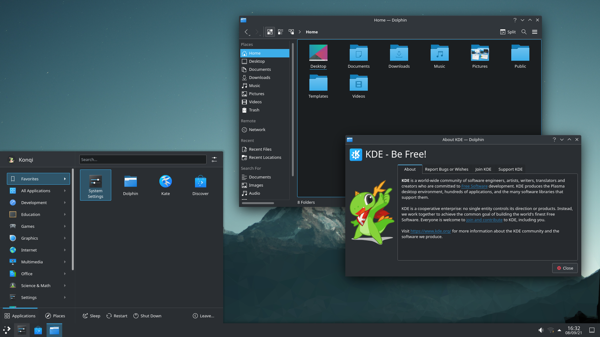 Home — Dolphin
Home
Split
Places
Home
Desktop
Documents
Downloads
Music
Pictures
Videos
Trash
Remote
Network
Recent
Recent Files
Recent Locations
Search For
Documents
Images
Audio
Desktop
Documents
Downloads
Music
Pictures
Public
Templates
Videos
8 Folders
About KDE — Dolphin
KDE - Be Free!
About
Report Bugs or Wishes
Join KDE
Support KDE
KDE is a world-wide community of software engineers, artists, writers, translators and
creators who are committed to Free Software development. KDE produces the Plasma
desktop environment, hundreds of applications, and the many software libraries that
support them.
KDE is a cooperative enterprise: no single entity controls its direction or products. Instead,
we work together to achieve the common goal of building the world's finest Free
Software. Everyone is welcome to join and contribute to KDE, including you.
Visit https://www.kde.org/ for more information about the KDE community and the
software we produce.
Close
Konqi
Search...
Favorites
All Applications
Development
Education
Games
Graphics
Internet
Multimedia
Office
Science & Math
Settings
System
Settings
Dolphin
Kate
Discover
Applications
Places
Sleep
Restart
Shut Down
Leave...
16:32
08/09/21